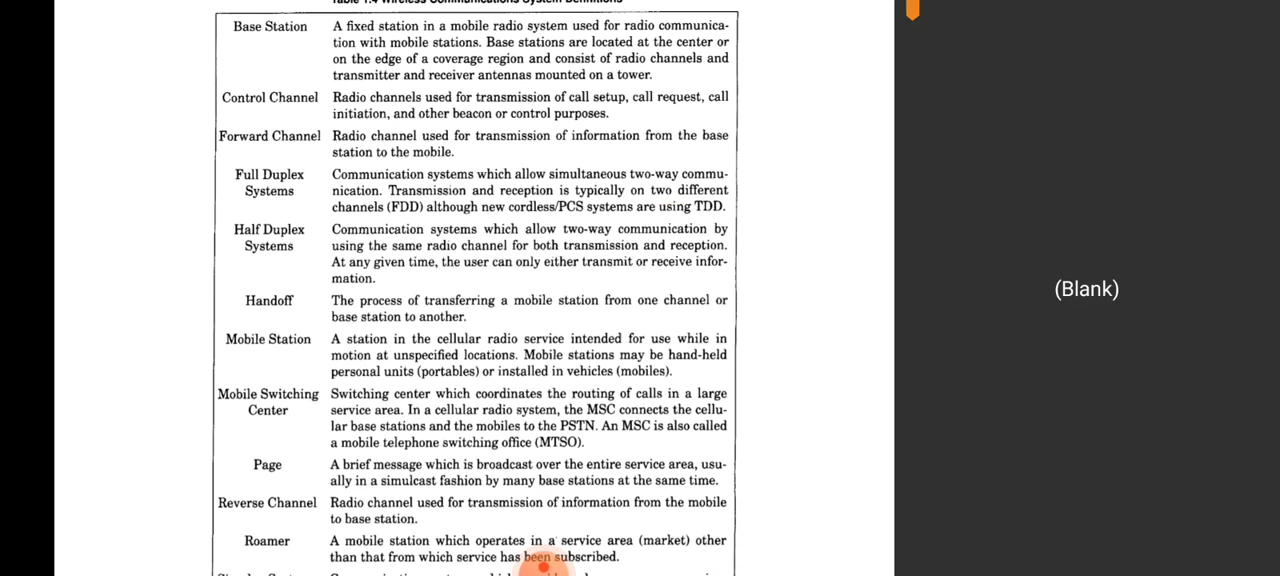 Table 1.4 Wireless Communications System Definitions
Base Station A fixed station in a mobile radio system used for radio communica-
tion with mobile stations. Base stations are located at the center or
on the edge of a coverage region and consist of radio channels and
transmitter and receiver antennas mounted on a tower.
Control Channel Radio channels used for transmission of call setup, call request, call
initiation, and other beacon or control purposes.
Forward Channel Radio channel used for transmission of information from the base
station to the mobile.
Full Duplex Communication systems which allow simultaneous two-way commu-
Systems nication. Transmission and reception is typically on two different
channels (FDD) although new cordless/PCS systems are using TDD.
Half Duplex Communication systems which allow two-way communication by
Systems using the same radio channel for both transmission and reception.
At any given time, the user can only either transmit or receive infor-
mation.
Handoff The process of transferring a mobile station from one channel or
base station to another.
Mobile Station A station in the cellular radio service intended for use while in
motion at unspecified locations. Mobile stations may be hand-held
personal units (portables) or installed in vehicles (mobiles).
Mobile Switching Switching center which coordinates the routing of calls in a large
Center service area. In a cellular radio system, the MSC connects the cellu-
lar base stations and the mobiles to the PSTN. An MSC is also called
a mobile telephone switching office (MTSO).
Page A brief message which is broadcast over the entire service area, usu-
ally in a simulcast fashion by many base stations at the same time.
Reverse Channel Radio channel used for transmission of information from the mobile
to base station.
Roamer A mobile station which operates in a service area (market) other
than that from which service has been subscribed.
(Blank)